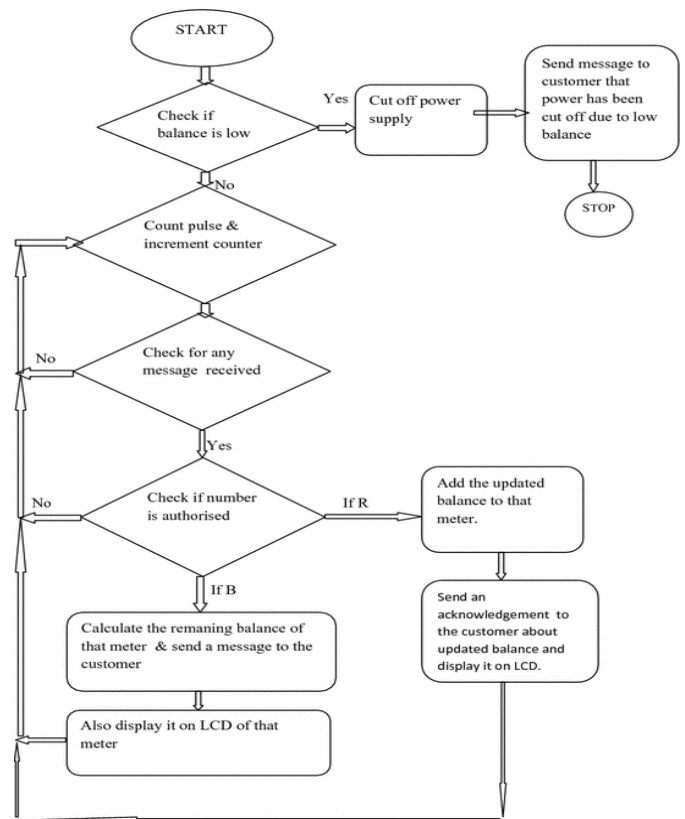 START
Check if
balance is low
Yes
Cut off power
supply
Send message to
customer that
power has been
cut off due to low
balance
STOP
No
Count pulse &
increment counter
Check for any
message received
No
Yes
Check if number
is authorised
No
If R
Add the updated
balance to that
meter.
If B
Send an
acknowledgement to
the customer about
updated balance and
display it on LCD.
Calculate the remaning balance of
that meter & send a message to the
customer
Also display it on LCD of that
meter